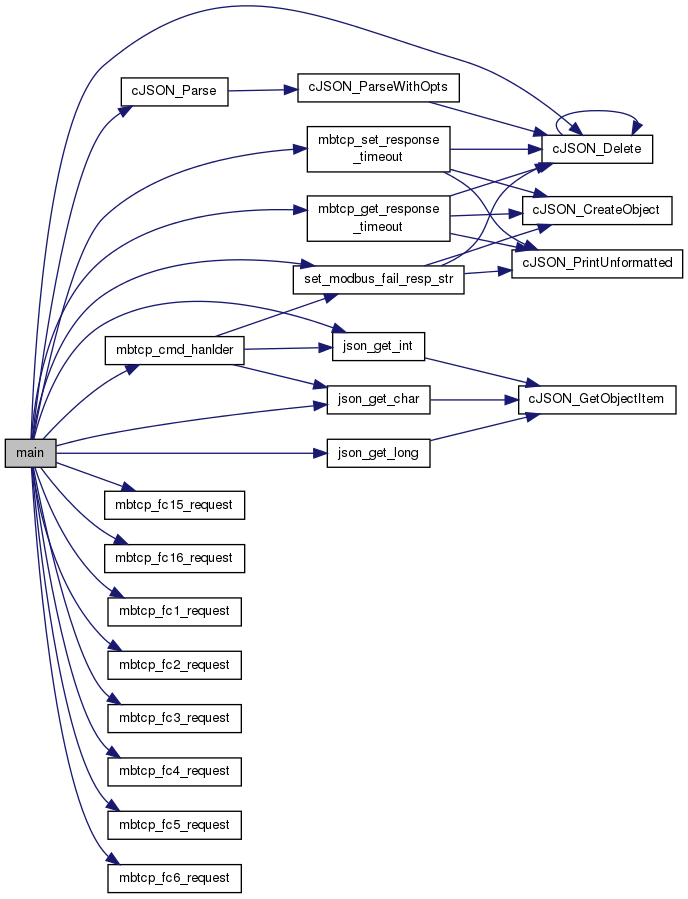 cJSON_Parse
cJSON_ParseWithOpts
mbtcp_set_response
_timeout
cJSON_Delete
mbtcp_get_response
_timeout
cJSON_CreateObject
cJSON_PrintUnformatted
set_modbus_fail_resp_str
mbtcp_cmd_hanlder
json_get_int
json_get_char
cJSON_GetObjectItem
main
json_get_long
mbtcp_fc15_request
mbtcp_fc16_request
mbtcp_fc1_request
mbtcp_fc2_request
mbtcp_fc3_request
mbtcp_fc4_request
mbtcp_fc5_request
mbtcp_fc6_request